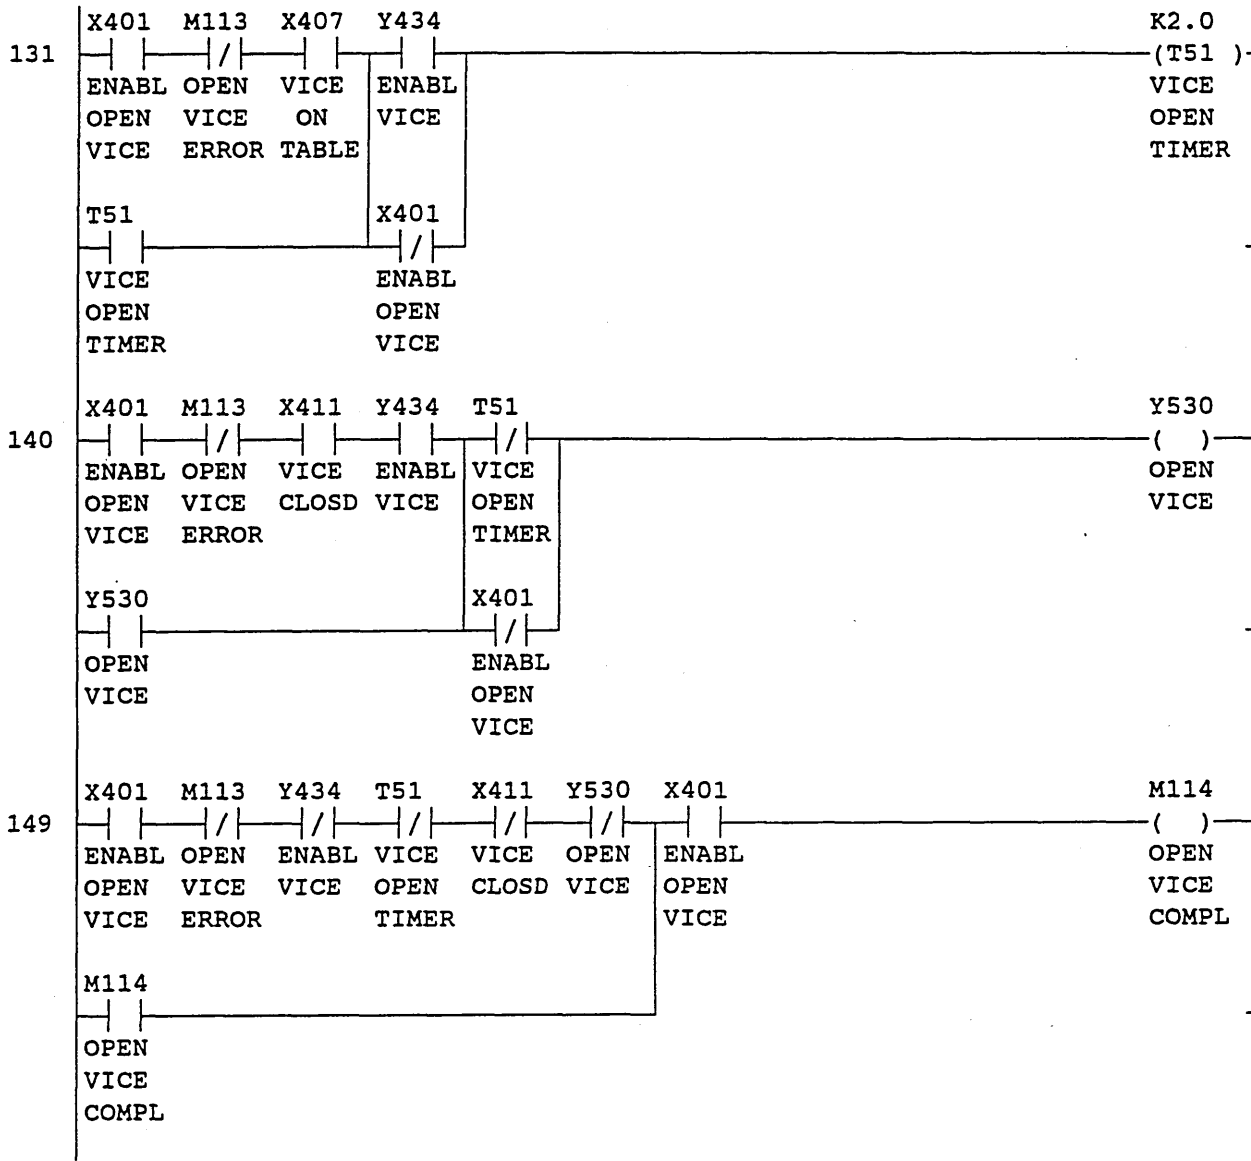 X401 M113 X407 Y434 K2.0
131 (T51 )
ENABL OPEN VICE ENABL VICE
OPEN VICE ON VICE OPEN
VICE ERROR TABLE TIMER
T51 X401
VICE ENABL
OPEN OPEN
TIMER VICE
X401 M113 X411 Y434 T51 Y530
140 ( )
ENABL OPEN VICE ENABL VICE OPEN
OPEN VICE CLOSD VICE OPEN VICE
VICE ERROR TIMER
Y530 X401
OPEN ENABL
VICE OPEN
VICE
X401 M113 Y434 T51 X411 Y530 X401 M114
149 ( )
ENABL OPEN ENABL VICE VICE OPEN ENABL OPEN
OPEN VICE VICE OPEN CLOSD VICE OPEN VICE
VICE ERROR TIMER VICE COMPL
M114
OPEN
VICE
COMPL